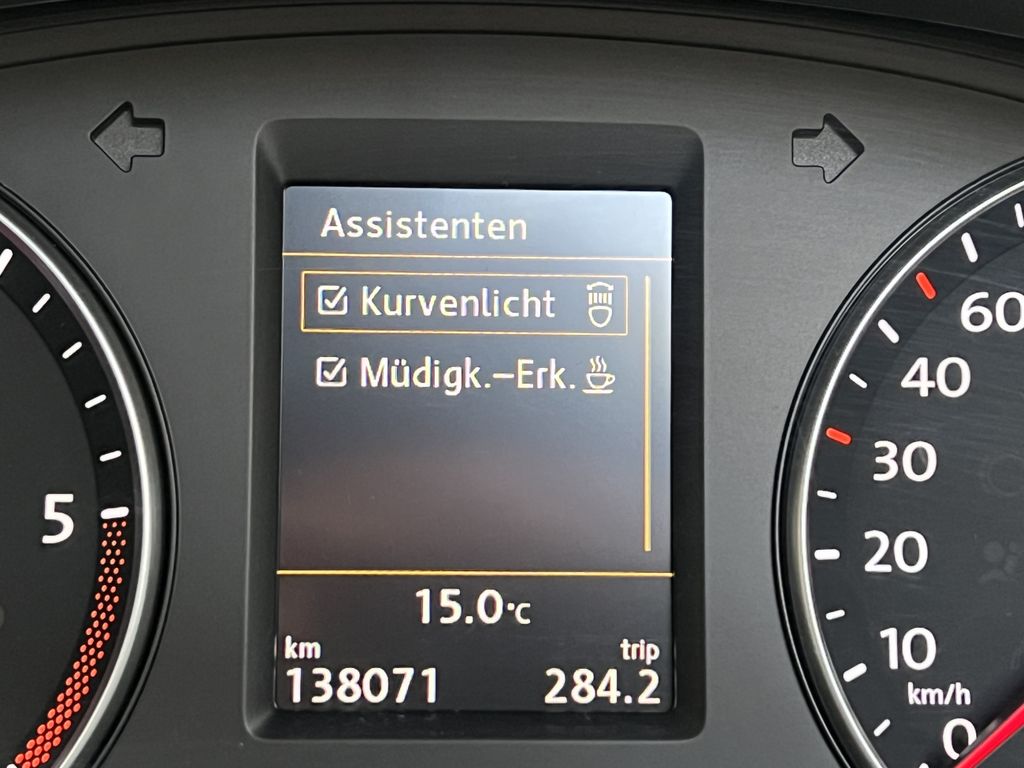 Assistenten
Kurvenlicht
Müdigk.-Erk.
15.0°C
km trip
138071 284.2
5
60
40
30
20
10
km/h
0